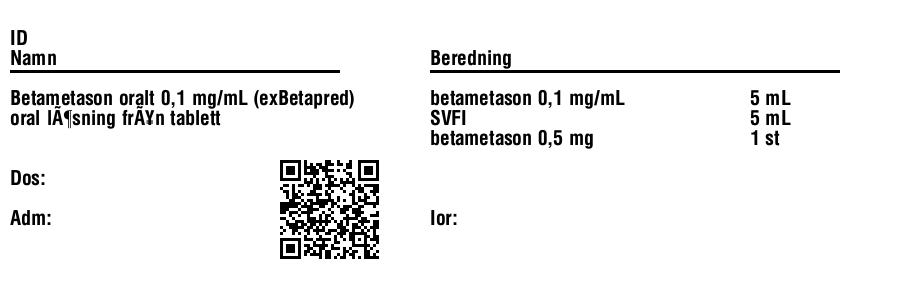 ID
Namn
Beredning
Betametason oralt 0,1 mg/mL (exBetapred)
oral lÃ¶sning frÃ¥n tablett
betametason 0,1 mg/mL 5 mL
SVFI 5 mL
betametason 0,5 mg 1 st
Dos:
Adm:
Ior: